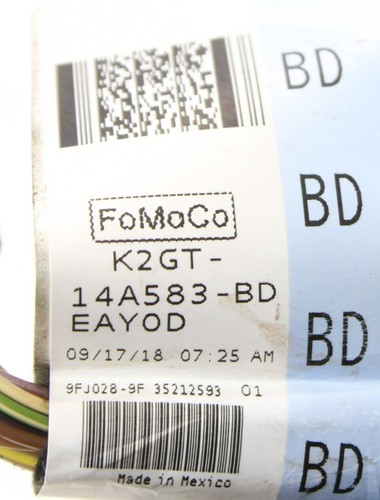 FoMoCo
K2GT-
14A583-BD
EAYOD
09/17/18 07:25 AM
9FJ028-9F 35212593 01
Made in Mexico
BD
BD
BD
BD